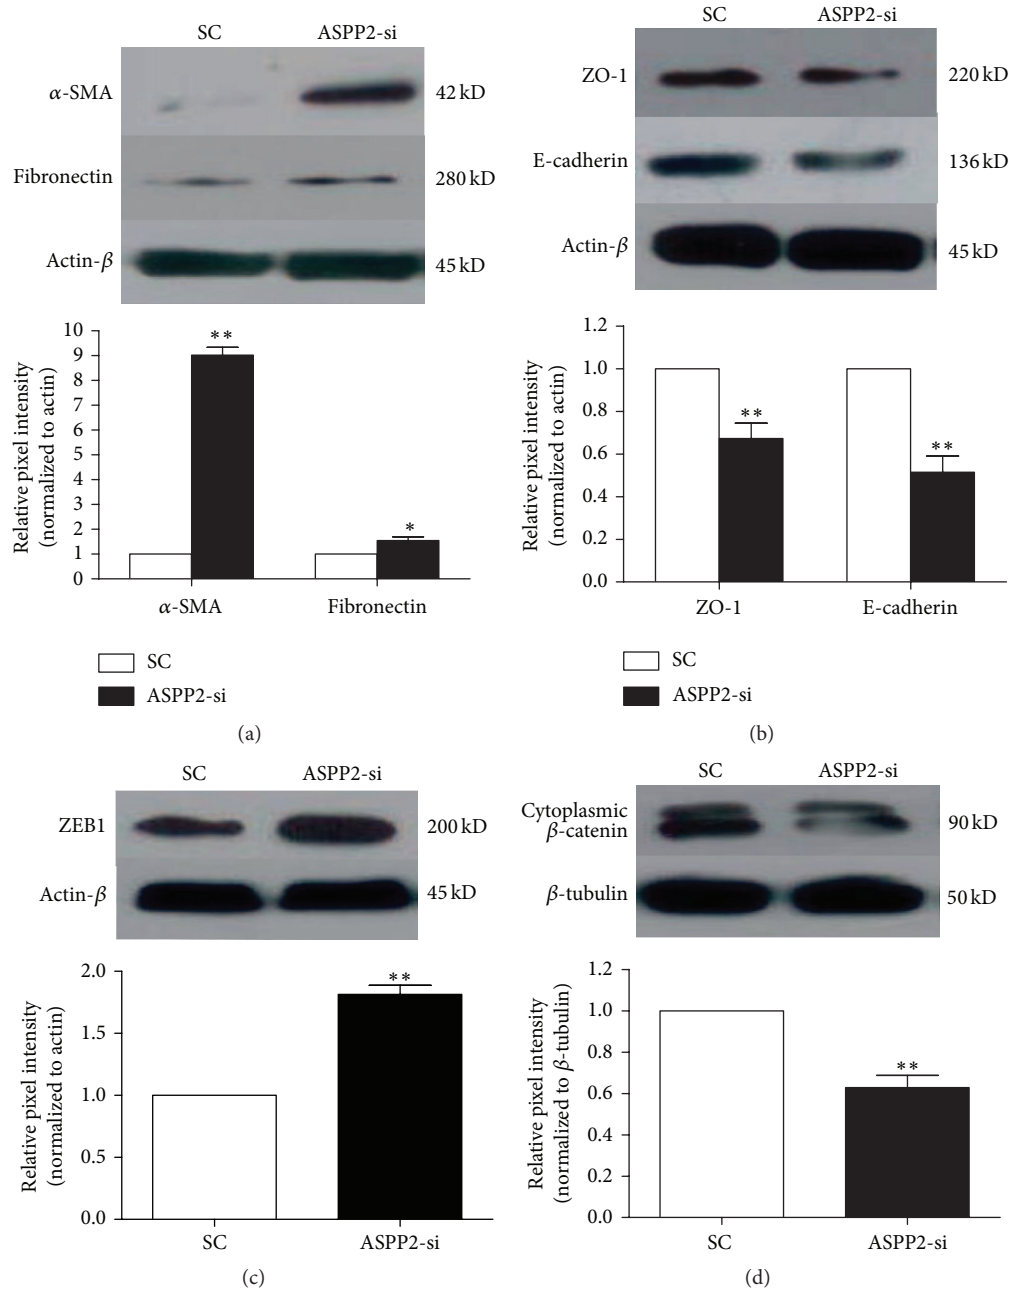 SC ASPP2-si
α-SMA 42 kD
Fibronectin 280 kD
Actin-β 45 kD
10
9
8
7
6
5
4
3
2
1
0
Relative pixel intensity
(normalized to actin)
**
*
α-SMA Fibronectin
SC
ASPP2-si
(a)
SC ASPP2-si
ZO-1 220 kD
E-cadherin 136 kD
Actin-β 45 kD
1.2
1.0
0.8
0.6
0.4
0.2
0.0
Relative pixel intensity
(normalized to actin)
**
**
ZO-1 E-cadherin
SC
ASPP2-si
(b)
SC ASPP2-si
ZEB1 200 kD
Actin-β 45 kD
2.0
1.5
1.0
0.5
0.0
Relative pixel intensity
(normalized to actin)
**
SC ASPP2-si
(c)
SC ASPP2-si
Cytoplasmic
β-catenin 90 kD
β-tubulin 50 kD
1.2
1.0
0.8
0.6
0.4
0.2
0.0
Relative pixel intensity
(normalized to β-tubulin)
**
SC ASPP2-si
(d)